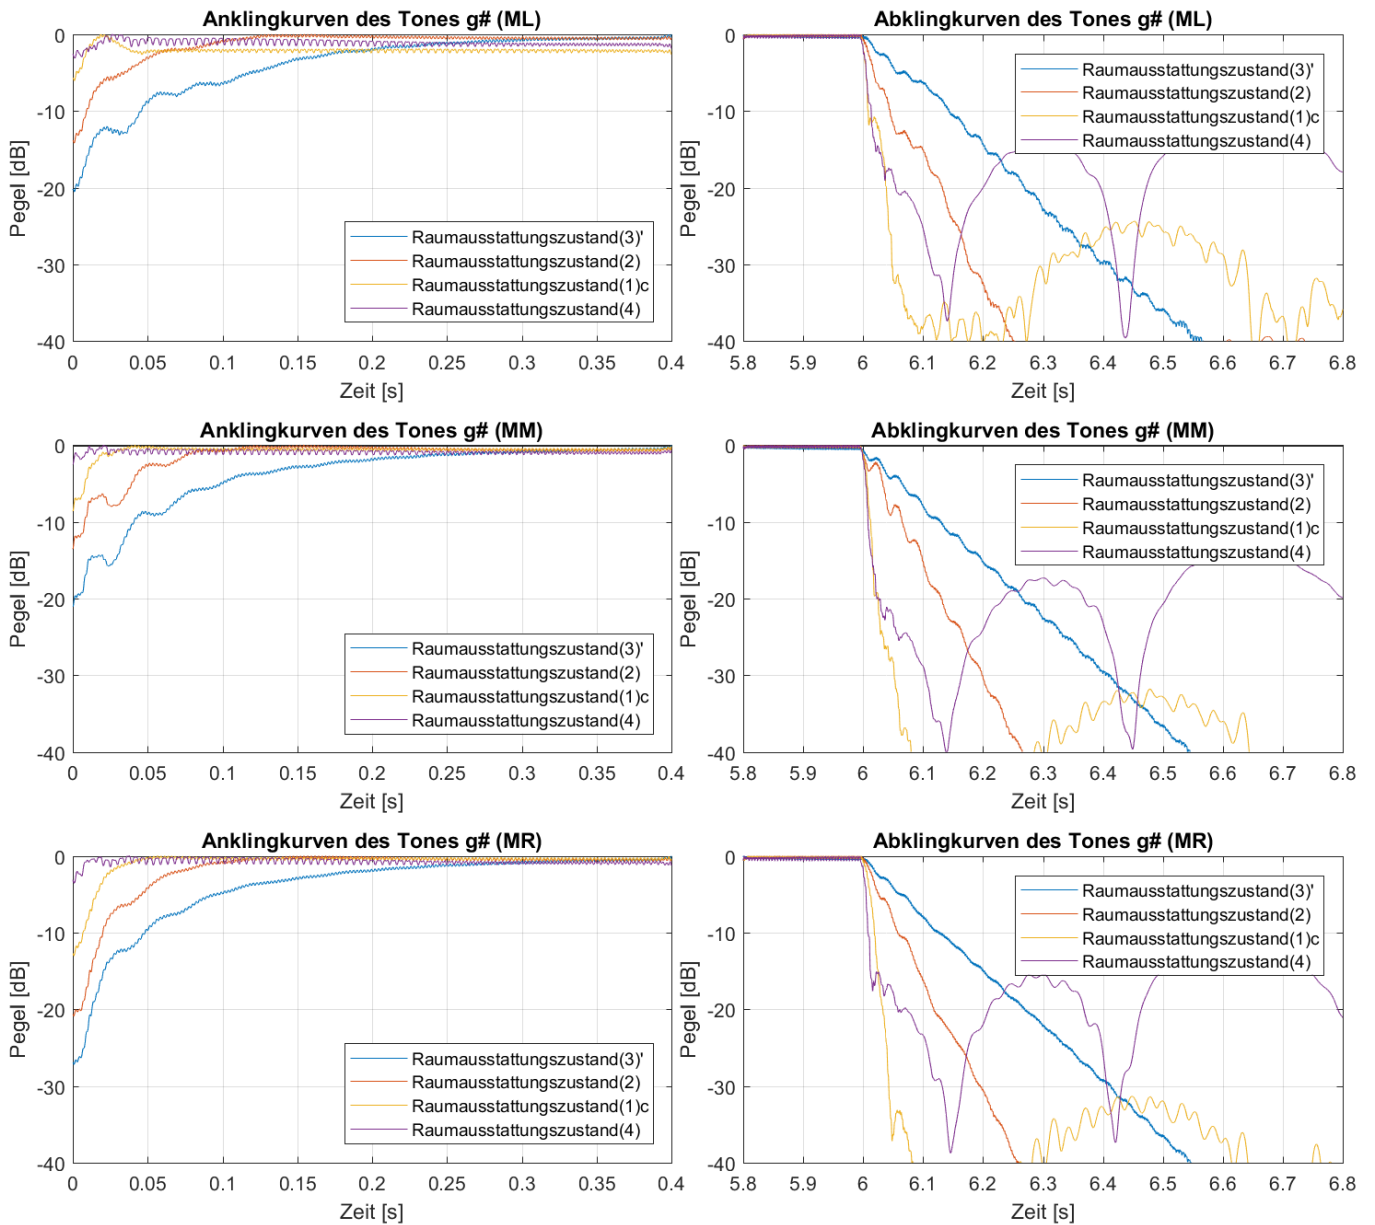 Anklingkurven des Tones g# (ML)
Abklingkurven des Tones g# (ML)
0
-10
-20
-30
-40
Pegel [dB]
Raumausstattungszustand(3)'
Raumausstattungszustand(2)
Raumausstattungszustand(1)c
Raumausstattungszustand(4)
0 0.05 0.1 0.15 0.2 0.25 0.3 0.35 0.4
Zeit [s]
0
-10
-20
-30
-40
Pegel [dB]
Raumausstattungszustand(3)'
Raumausstattungszustand(2)
Raumausstattungszustand(1)c
Raumausstattungszustand(4)
5.8 5.9 6 6.1 6.2 6.3 6.4 6.5 6.6 6.7 6.8
Zeit [s]
Anklingkurven des Tones g# (MM)
Abklingkurven des Tones g# (MM)
0
-10
-20
-30
-40
Pegel [dB]
Raumausstattungszustand(3)'
Raumausstattungszustand(2)
Raumausstattungszustand(1)c
Raumausstattungszustand(4)
0 0.05 0.1 0.15 0.2 0.25 0.3 0.35 0.4
Zeit [s]
0
-10
-20
-30
-40
Pegel [dB]
Raumausstattungszustand(3)'
Raumausstattungszustand(2)
Raumausstattungszustand(1)c
Raumausstattungszustand(4)
5.8 5.9 6 6.1 6.2 6.3 6.4 6.5 6.6 6.7 6.8
Zeit [s]
Anklingkurven des Tones g# (MR)
Abklingkurven des Tones g# (MR)
0
-10
-20
-30
-40
Pegel [dB]
Raumausstattungszustand(3)'
Raumausstattungszustand(2)
Raumausstattungszustand(1)c
Raumausstattungszustand(4)
0 0.05 0.1 0.15 0.2 0.25 0.3 0.35 0.4
Zeit [s]
0
-10
-20
-30
-40
Pegel [dB]
Raumausstattungszustand(3)'
Raumausstattungszustand(2)
Raumausstattungszustand(1)c
Raumausstattungszustand(4)
5.8 5.9 6 6.1 6.2 6.3 6.4 6.5 6.6 6.7 6.8
Zeit [s]